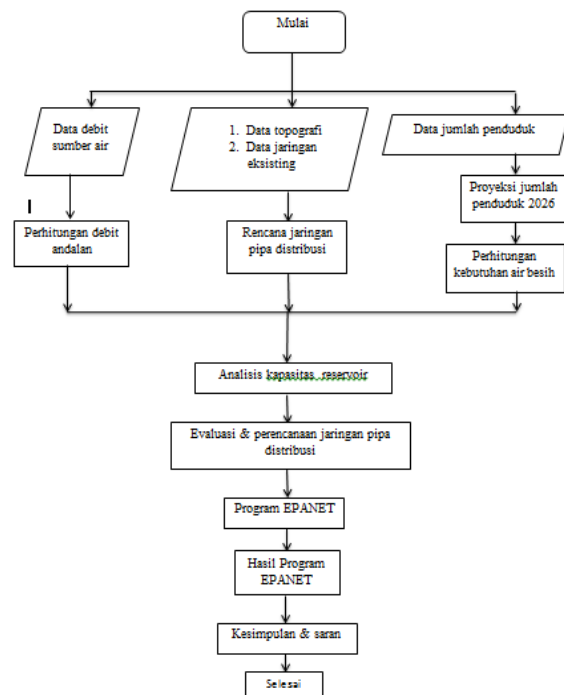 Mulai
Data debit
sumber air
1. Data topografi
2. Data jaringan
eksisting
Data jumlah penduduk
Perhitungan debit
andalan
Rencana jaringan
pipa distribusi
Proyeksi jumlah
penduduk 2026
Perhitungan
kebutuhan air besih
Analisis kapasitas reservoir
Evaluasi & perencanaan jaringan pipa
distribusi
Program EPANET
Hasil Program
EPANET
Kesimpulan & saran
Selesai